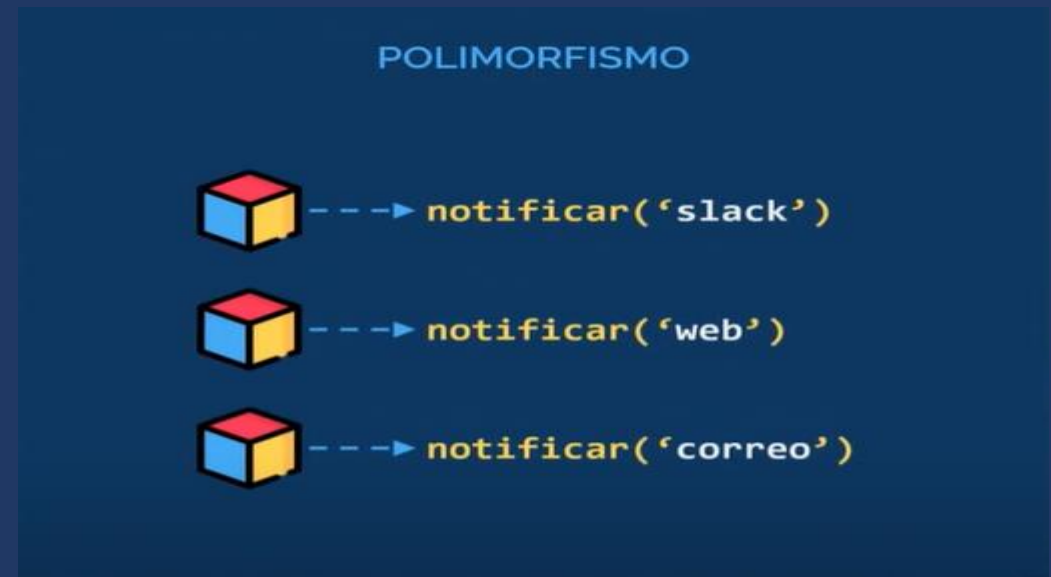 POLIMORFISMO
notificar(‘slack’)
notificar(‘web’)
notificar(‘correo’)